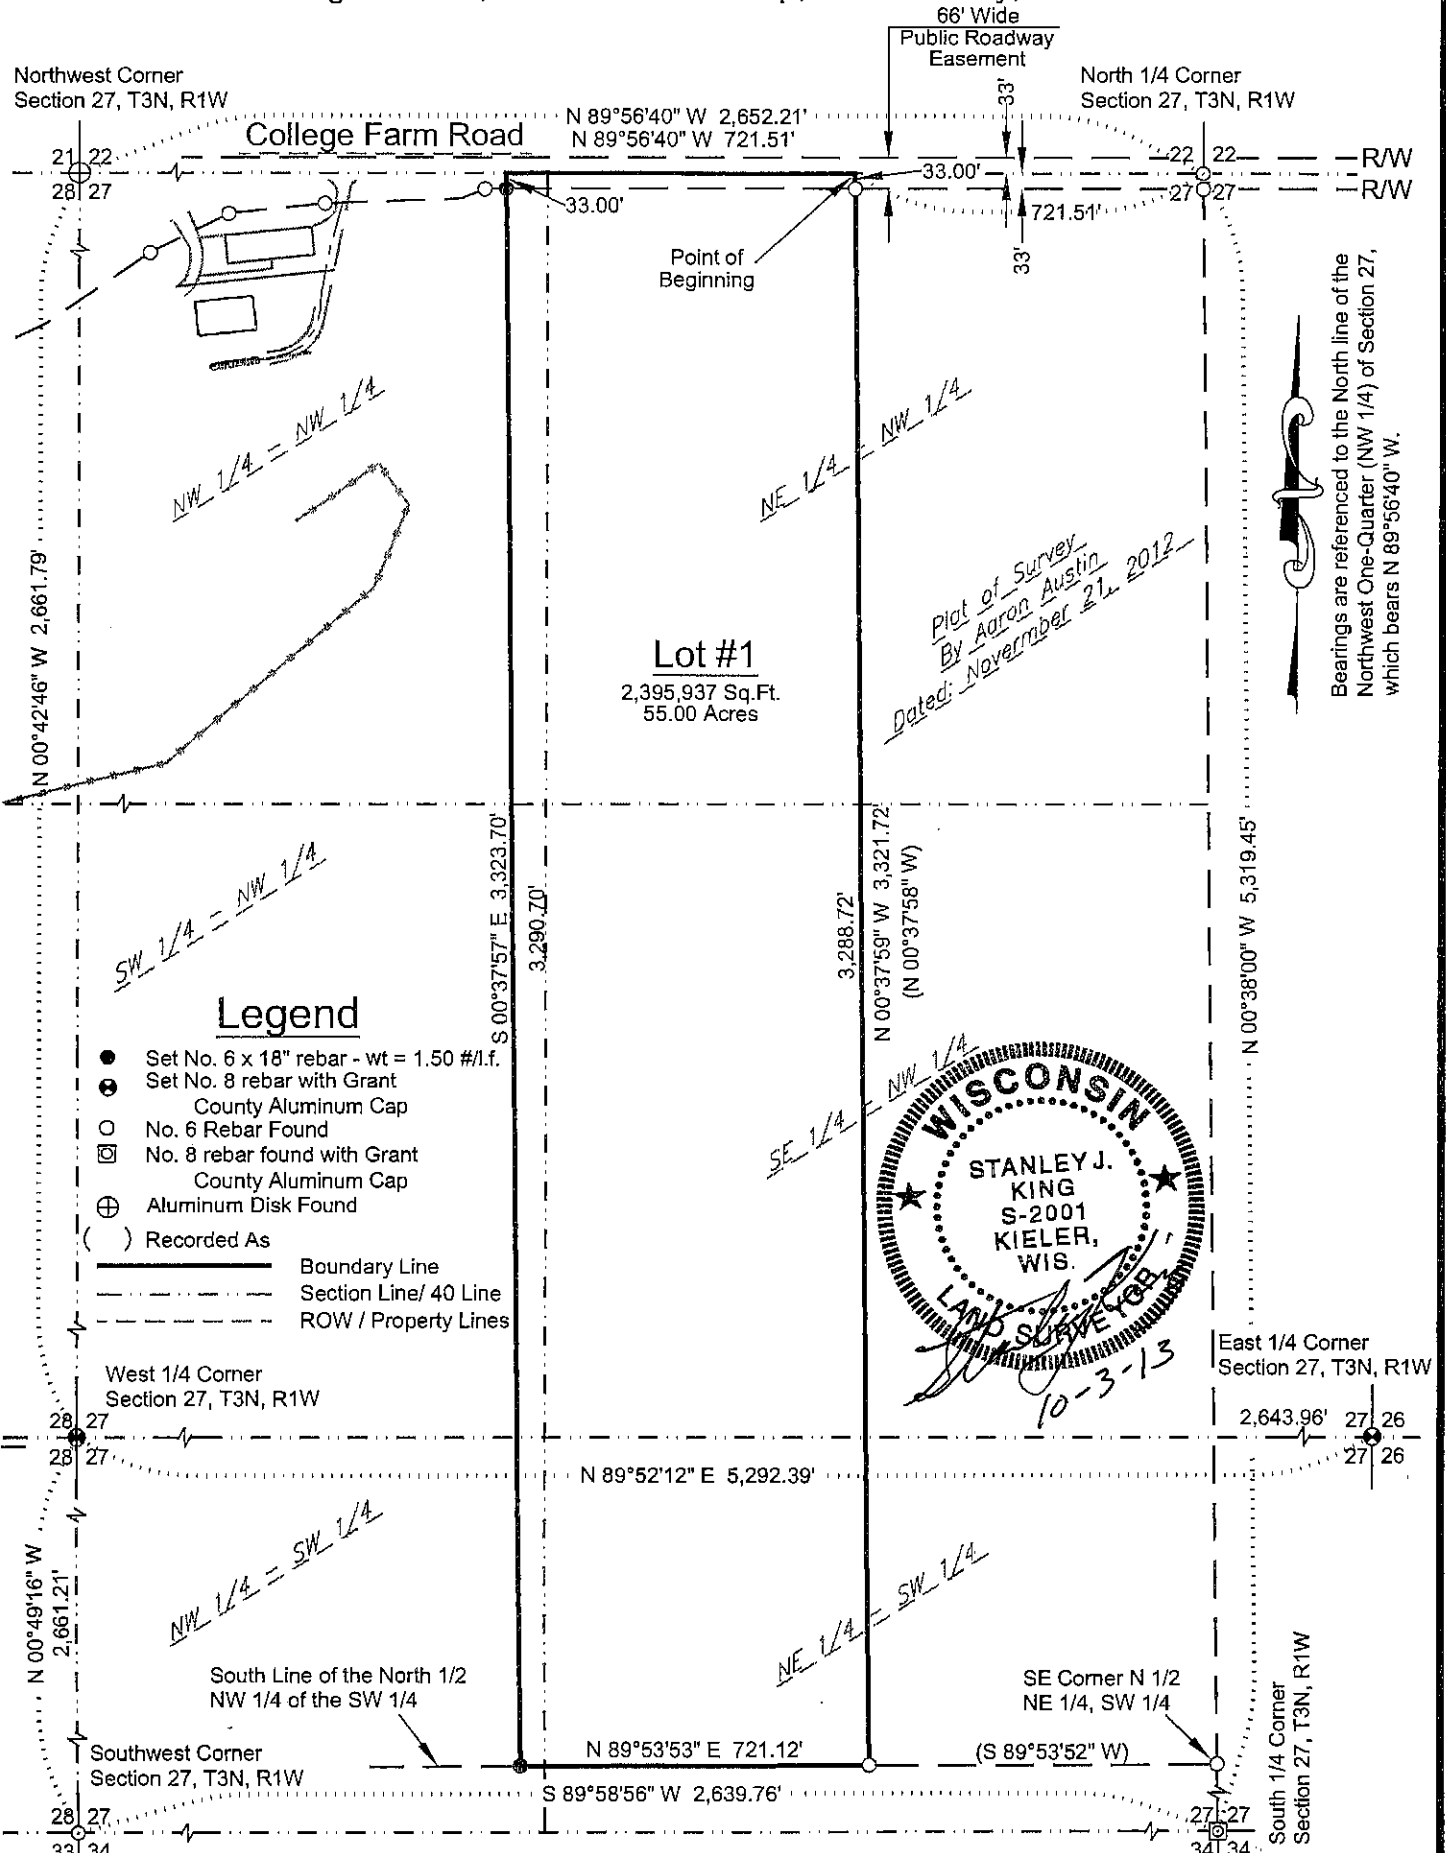 66' Wide
Public Roadway
Easement
Northwest Corner
Section 27, T3N, R1W
North 1/4 Corner
Section 27, T3N, R1W
33'
N 89°56'40" W 2,652.21'
College Farm Road
N 89°56'40" W 721.51'
21 22
28 27
22 22
27 27
R/W
R/W
33.00'
33.00'
721.51'
33'
Point of
Beginning
Bearings are referenced to the North line of the
Northwest One-Quarter (NW 1/4) of Section 27,
which bears N 89°56'40" W.
NW 1/4 = NW 1/4
NE 1/4 = NW 1/4
N 00°42'46" W 2,661.79'
Plat of Survey
By Aaron Austin
Dated: Novermber 21, 2012
Lot #1
2,395,937 Sq.Ft.
55.00 Acres
S 00°37'57" E 3,323.70'
3,290.70'
3,288.72'
N 00°37'59" W 3,321.72'
(N 00°37'58" W)
N 00°38'00" W 5,319.45'
SW 1/4 = NW 1/4
SE 1/4 = NW 1/4
Legend
Set No. 6 x 18" rebar - wt = 1.50 #/l.f.
Set No. 8 rebar with Grant
County Aluminum Cap
No. 6 Rebar Found
No. 8 rebar found with Grant
County Aluminum Cap
Aluminum Disk Found
( ) Recorded As
Boundary Line
Section Line/ 40 Line
ROW / Property Lines
WISCONSIN
STANLEY J.
KING
S-2001
KIELER,
WIS.
LAND SURVEYOR
10-3-13
West 1/4 Corner
Section 27, T3N, R1W
East 1/4 Corner
Section 27, T3N, R1W
28 27
28 27
2,643.96'
27 26
27 26
N 89°52'12" E 5,292.39'
N 00°49'16" W
2,661.21'
NW 1/4 = SW 1/4
NE 1/4 = SW 1/4
South Line of the North 1/2
NW 1/4 of the SW 1/4
SE Corner N 1/2
NE 1/4, SW 1/4
South 1/4 Corner
Section 27, T3N, R1W
Southwest Corner
Section 27, T3N, R1W
N 89°53'53" E 721.12'
(S 89°53'52" W)
S 89°58'56" W 2,639.76'
28 27
33 34
27 27
34 34